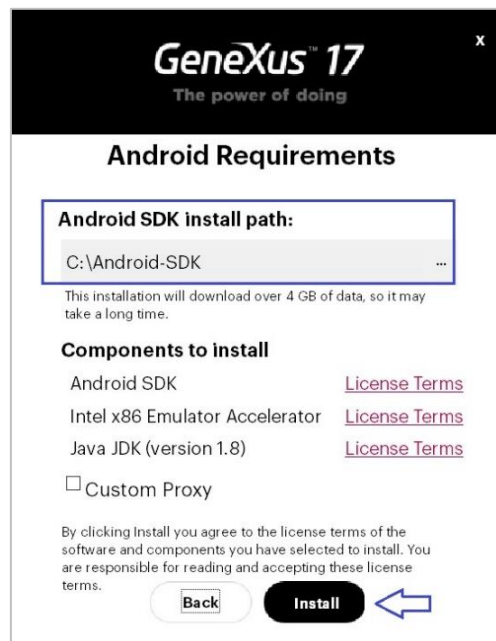 GeneXus™ 17
x
The power of doing
Android Requirements
Android SDK install path:
C:\Android-SDK
...
This installation will download over 4 GB of data, so it may
take a long time.
Components to install
Android SDK License Terms
Intel x86 Emulator Accelerator License Terms
Java JDK (version 1.8) License Terms
Custom Proxy
By clicking Install you agree to the license terms of the
software and components you have selected to install. You
are responsible for reading and accepting these license
terms.
Back Install